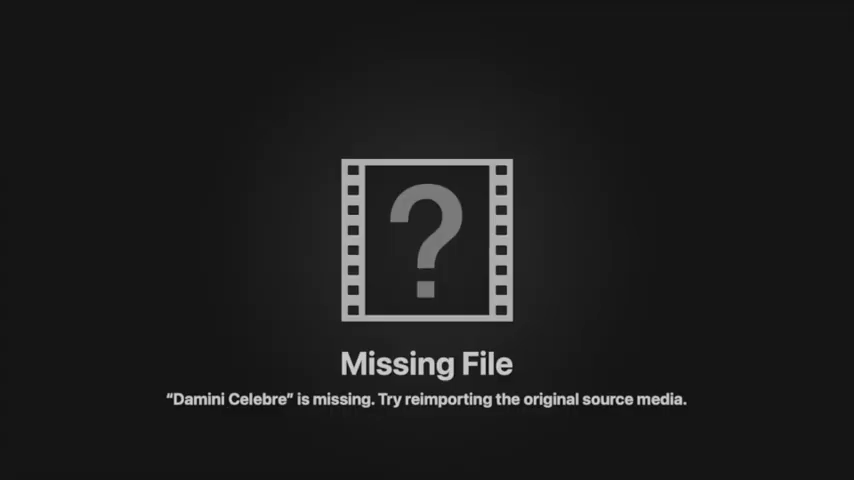 ?
Missing File
“Damini Celebre” is missing. Try reimporting the original source media.